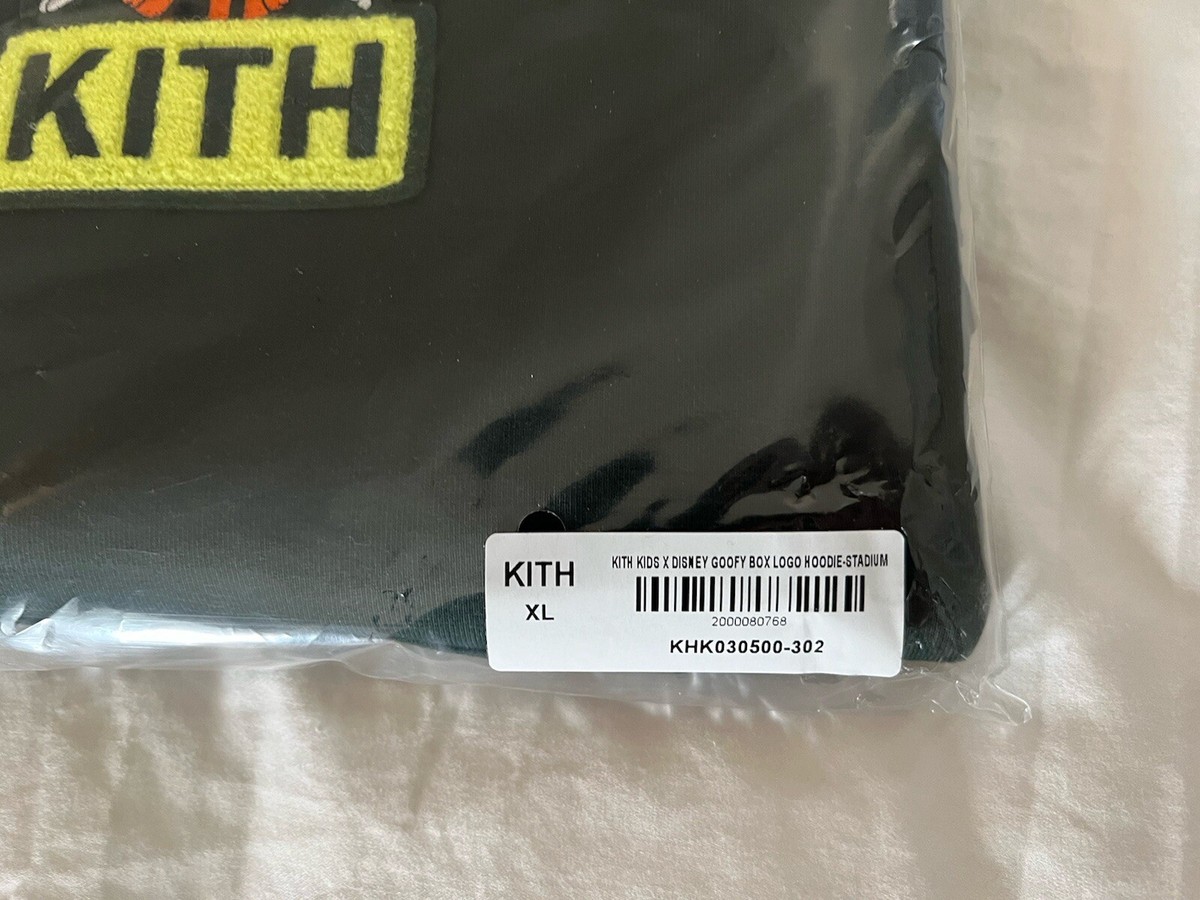 KITH
KITH
XL
KITH KIDS X DISNEY GOOFY BOX LOGO HOODIE-STADIUM
2000080768
KHK030500-302